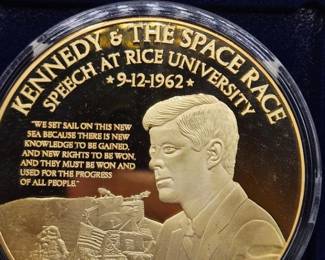 KENNEDY & THE SPACE RACE
SPEECH AT RICE UNIVERSITY
★9-12-1962★
"WE SET SAIL ON THIS NEW
SEA BECAUSE THERE IS NEW
KNOWLEDGE TO BE GAINED,
AND NEW RIGHTS TO BE WON,
AND THEY MUST BE WON AND
USED FOR THE PROGRESS
OF ALL PEOPLE."